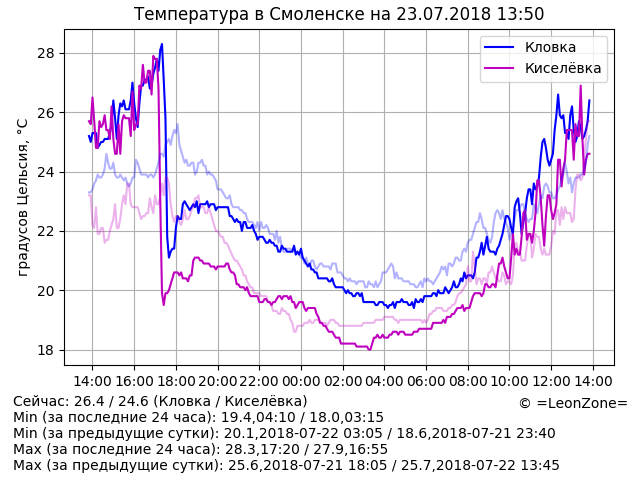 Температура в Смоленске на 23.07.2018 13:50
Кловка
Киселёвка
градусов Цельсия, °C
28
26
24
22
20
18
14:00 16:00 18:00 20:00 22:00 00:00 02:00 04:00 06:00 08:00 10:00 12:00 14:00
Сейчас: 26.4 / 24.6 (Кловка / Киселёвка)
© =LeonZone=
Min (за последние 24 часа): 19.4,04:10 / 18.0,03:15
Min (за предыдущие сутки): 20.1,2018-07-22 03:05 / 18.6,2018-07-21 23:40
Max (за последние 24 часа): 28.3,17:20 / 27.9,16:55
Max (за предыдущие сутки): 25.6,2018-07-21 18:05 / 25.7,2018-07-22 13:45